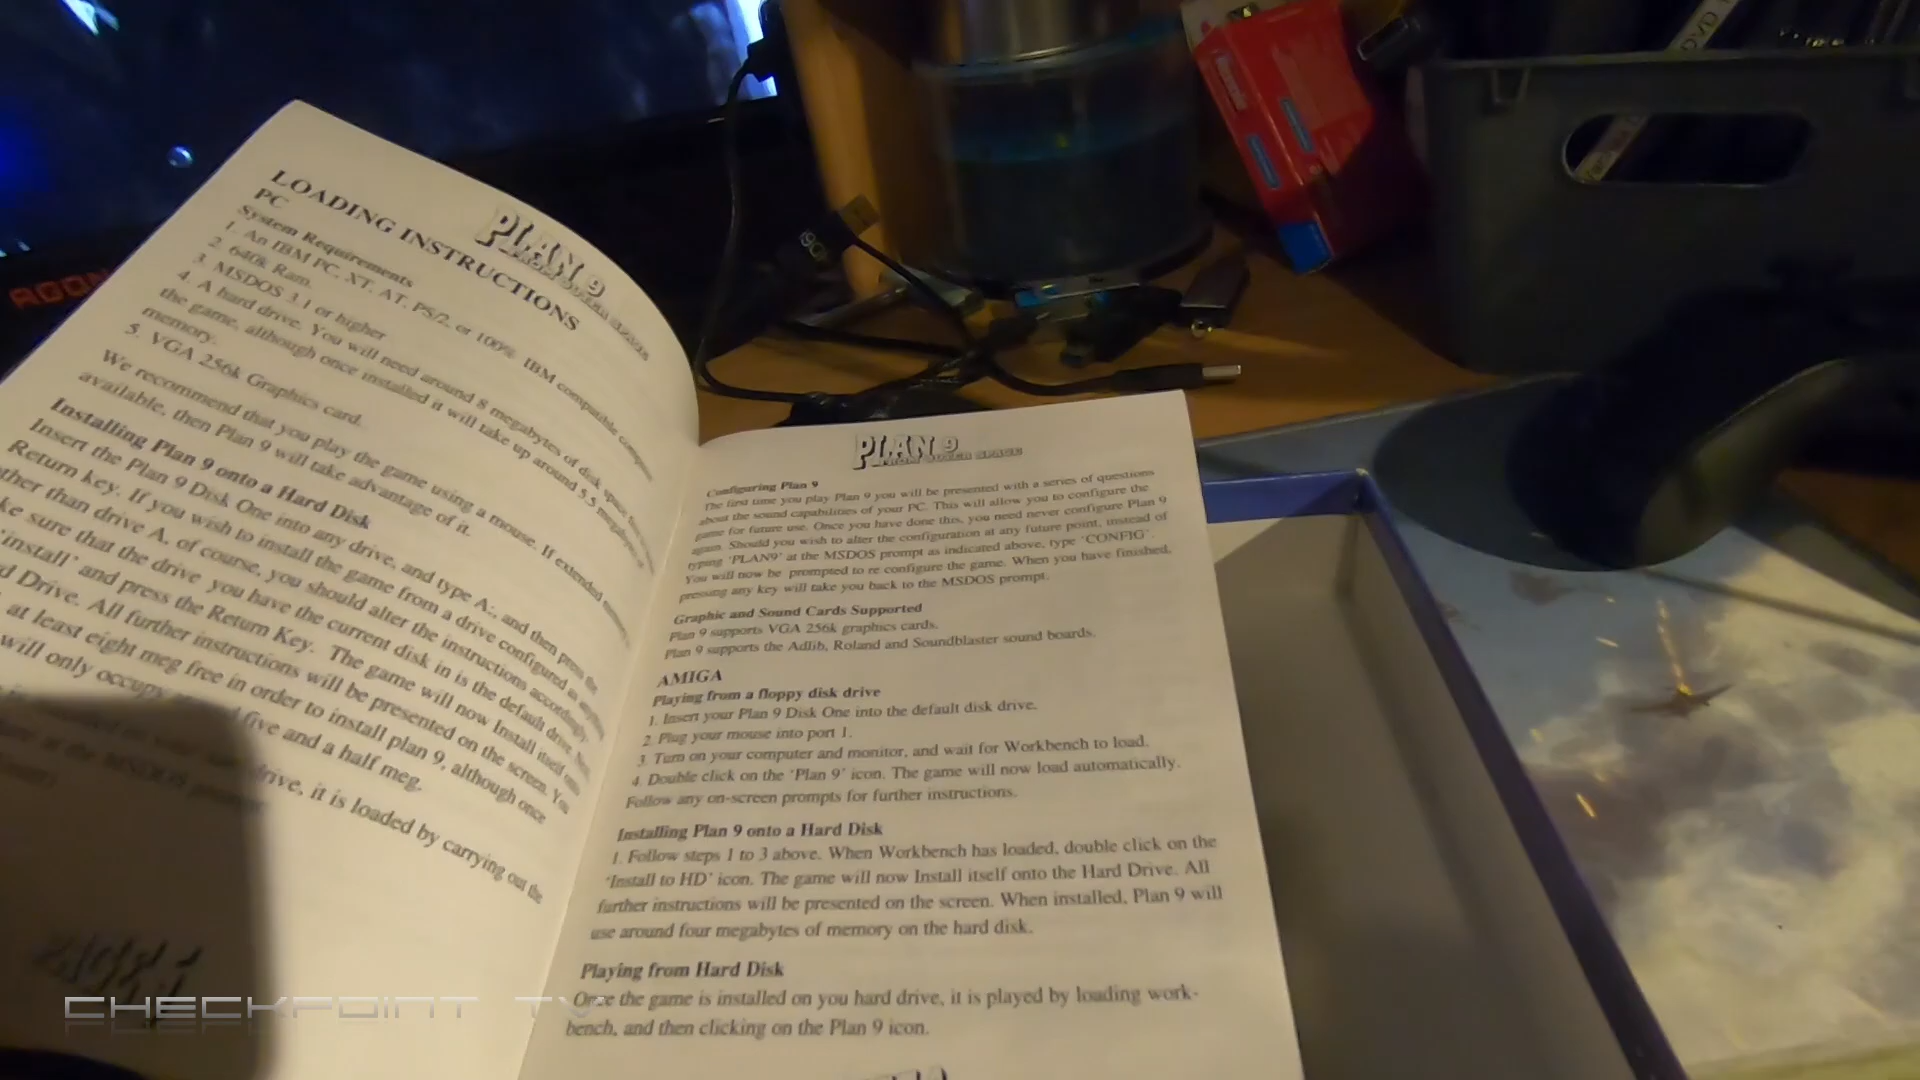 LOADING INSTRUCTIONS
PLAN 9
FROM OUTER SPACE
PC
System Requirements
1. An IBM PC, XT, AT, PS/2, or 100% IBM compatible
2. 640k Ram.
3. MSDOS 3.1 or higher
4. A hard drive. You will need around 8 megabytes of disk space
the game, although once installed it will take up around 5.5 megabytes of
memory.
5. VGA 256k Graphics card.
We recommend that you play the game using a mouse. If extended
available, then Plan 9 will take advantage of it.
Installing Plan 9 onto a Hard Disk
Insert the Plan 9 Disk One into any drive, and type A:, and then press the
Return key. If you wish to install the game from a drive configured as anything
other than drive A, of course, you should alter the instructions accordingly.
sure that the drive you have the current disk in is the default drive.
'install' and press the Return Key. The game will now Install itself onto
Drive. All further instructions will be presented on the screen. You
at least eight meg free in order to install plan 9, although once
will only occupy five and a half meg.
drive, it is loaded by carrying out the
at the MSDOS
PLAN 9
FROM OUTER SPACE
Configuring Plan 9
The first time you play Plan 9 you will be presented with a series of questions
about the sound capabilities of your PC. This will allow you to configure the
game for future use. Once you have done this, you need never configure Plan 9
again. Should you wish to alter the configuration at any future point, instead of
typing 'PLAN9' at the MSDOS prompt as indicated above, type 'CONFIG'.
You will now be prompted to re configure the game. When you have finished,
pressing any key will take you back to the MSDOS prompt.
Graphic and Sound Cards Supported
Plan 9 supports VGA 256k graphics cards.
Plan 9 supports the Adlib, Roland and Soundblaster sound boards.
AMIGA
Playing from a floppy disk drive
1. Insert your Plan 9 Disk One into the default disk drive.
2. Plug your mouse into port 1.
3. Turn on your computer and monitor, and wait for Workbench to load.
4. Double click on the 'Plan 9' icon. The game will now load automatically.
Follow any on-screen prompts for further instructions.
Installing Plan 9 onto a Hard Disk
1. Follow steps 1 to 3 above. When Workbench has loaded, double click on the
'Install to HD' icon. The game will now Install itself onto the Hard Drive. All
further instructions will be presented on the screen. When installed, Plan 9 will
use around four megabytes of memory on the hard disk.
Playing from Hard Disk
Once the game is installed on you hard drive, it is played by loading work-
bench, and then clicking on the Plan 9 icon.
CHECKPOINT TV
DVD